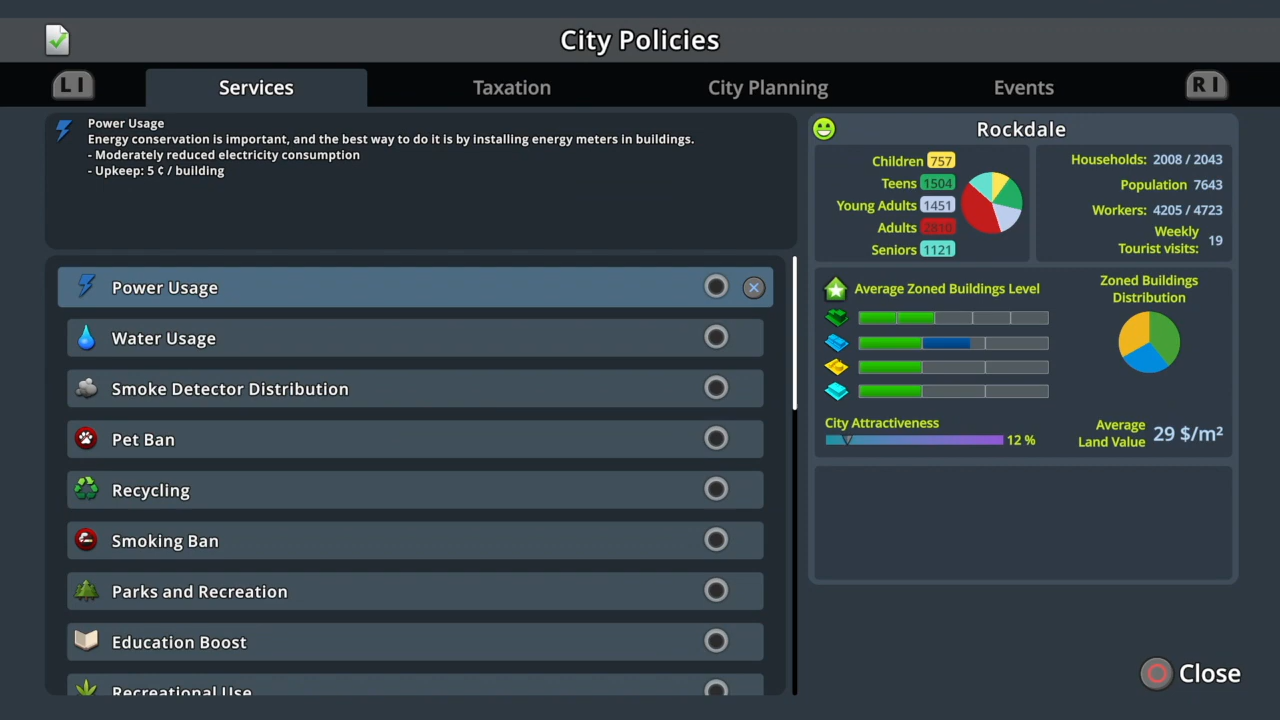 City Policies
L1
Services
Taxation
City Planning
Events
R1
Power Usage
Energy conservation is important, and the best way to do it is by installing energy meters in buildings.
- Moderately reduced electricity consumption
- Upkeep: 5 ¢ / building
Power Usage
Water Usage
Smoke Detector Distribution
Pet Ban
Recycling
Smoking Ban
Parks and Recreation
Education Boost
Recreational Use
Rockdale
Children 757
Teens 1504
Young Adults 1451
Adults 2810
Seniors 1121
Households: 2008 / 2043
Population 7643
Workers: 4205 / 4723
Weekly
Tourist visits: 19
Average Zoned Buildings Level
Zoned Buildings
Distribution
City Attractiveness
12 %
Average
Land Value 29 $/m²
Close